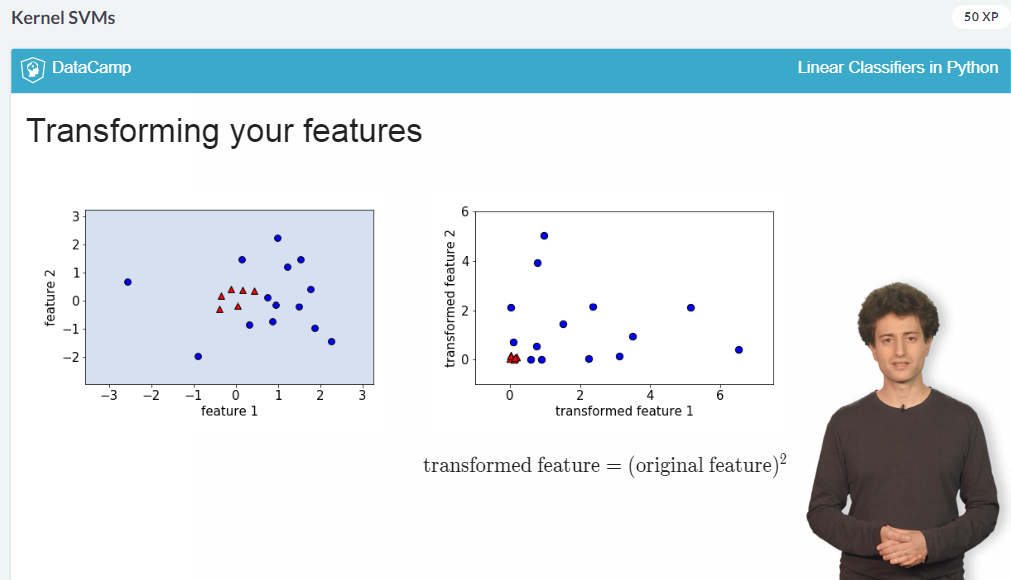 Kernel SVMs
50 XP
DataCamp
Linear Classifiers in Python
Transforming your features
3
2
1
0
−1
−2
feature 2
−3 −2 −1 0 1 2 3
feature 1
6
4
2
0
transformed feature 2
0 2 4 6
transformed feature 1
transformed feature = (original feature)²